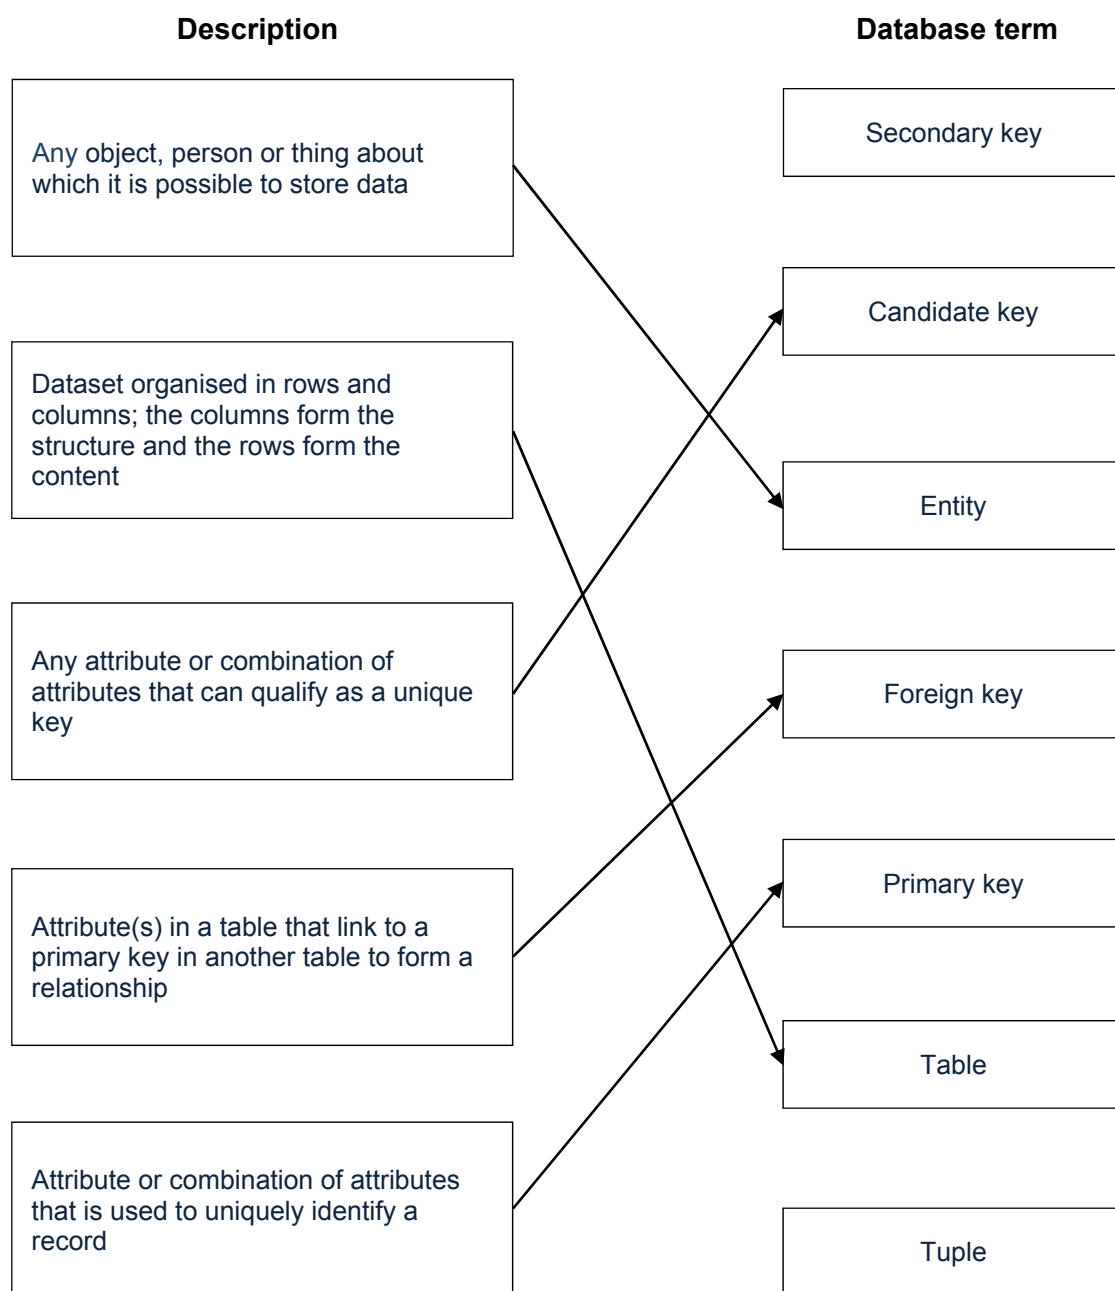 Description
Database term
Any object, person or thing about
which it is possible to store data
Secondary key
Candidate key
Dataset organised in rows and
columns; the columns form the
structure and the rows form the
content
Entity
Any attribute or combination of
attributes that can qualify as a unique
key
Foreign key
Primary key
Attribute(s) in a table that link to a
primary key in another table to form a
relationship
Table
Attribute or combination of attributes
that is used to uniquely identify a
record
Tuple